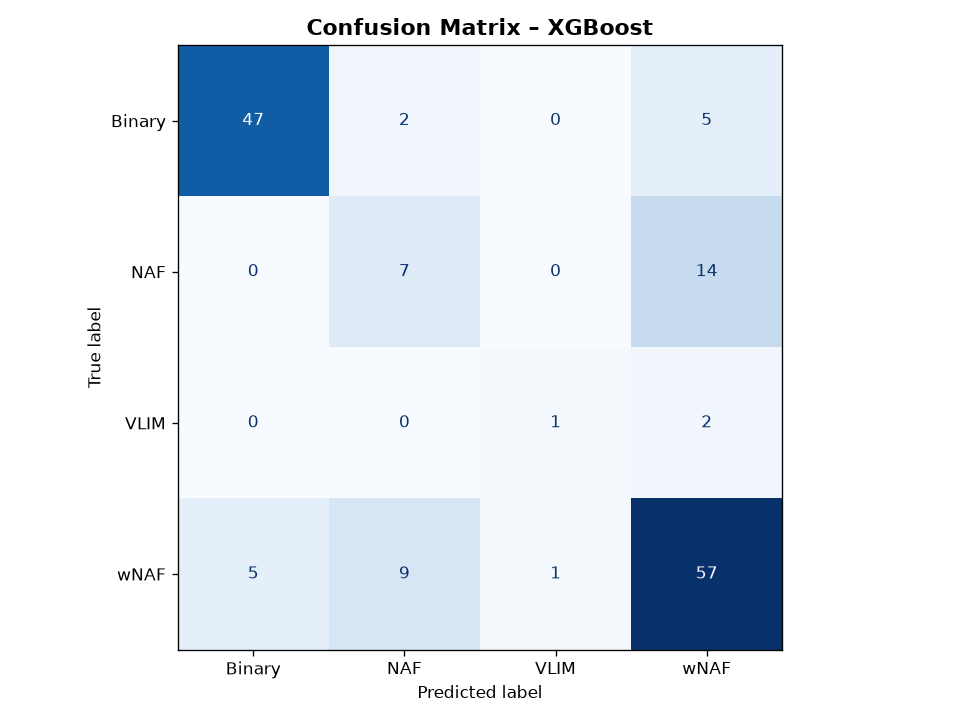 Confusion Matrix – XGBoost
Binary 47 2 0 5
NAF 0 7 0 14
True label
VLIM 0 0 1 2
wNAF 5 9 1 57
Binary NAF VLIM wNAF
Predicted label